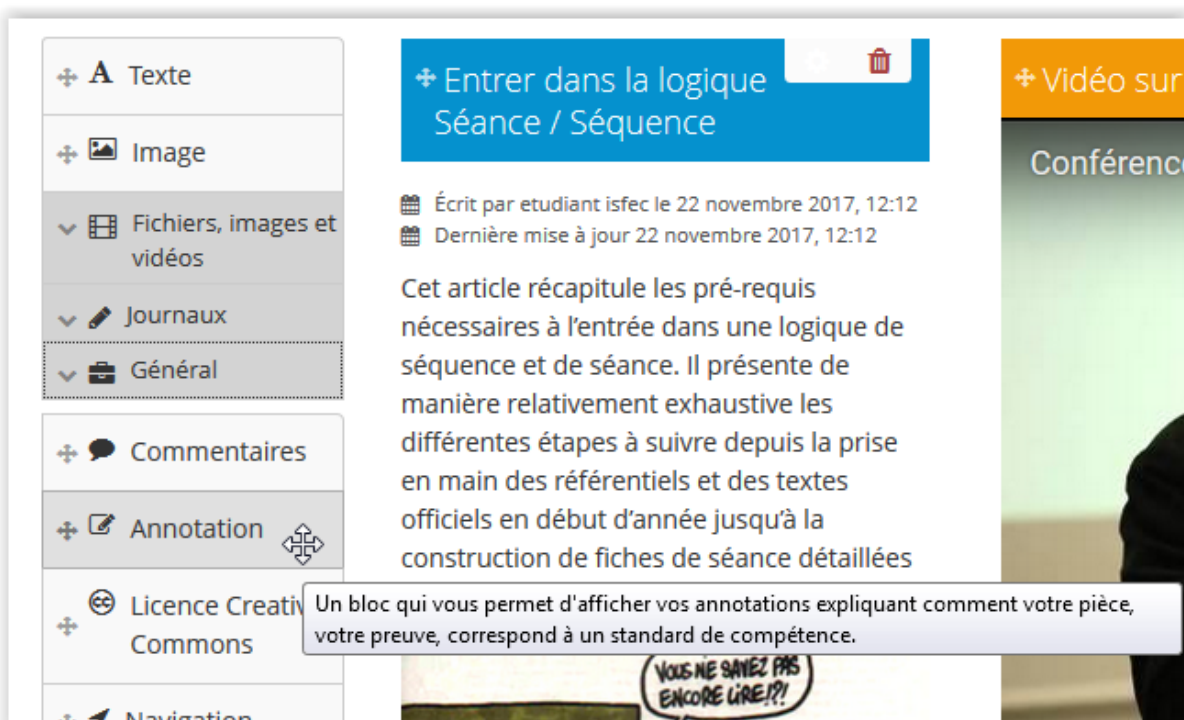 Texte
Image
Fichiers, images et
vidéos
Journaux
Général
Commentaires
Annotation
Licence Creativ
Commons
Navigation
Entrer dans la logique
Séance / Séquence
Écrit par etudiant isfec le 22 novembre 2017, 12:12
Dernière mise à jour 22 novembre 2017, 12:12
Cet article récapitule les pré-requis
nécessaires à l'entrée dans une logique de
séquence et de séance. Il présente de
manière relativement exhaustive les
différentes étapes à suivre depuis la prise
en main des référentiels et des textes
officiels en début d'année jusqu'à la
construction de fiches de séance détaillées
Un bloc qui vous permet d'afficher vos annotations expliquant comment votre pièce,
votre preuve, correspond à un standard de compétence.
VOUS NE SAVEZ PAS
ENCORE LIRE!?!
Vidéo sur
Conférence